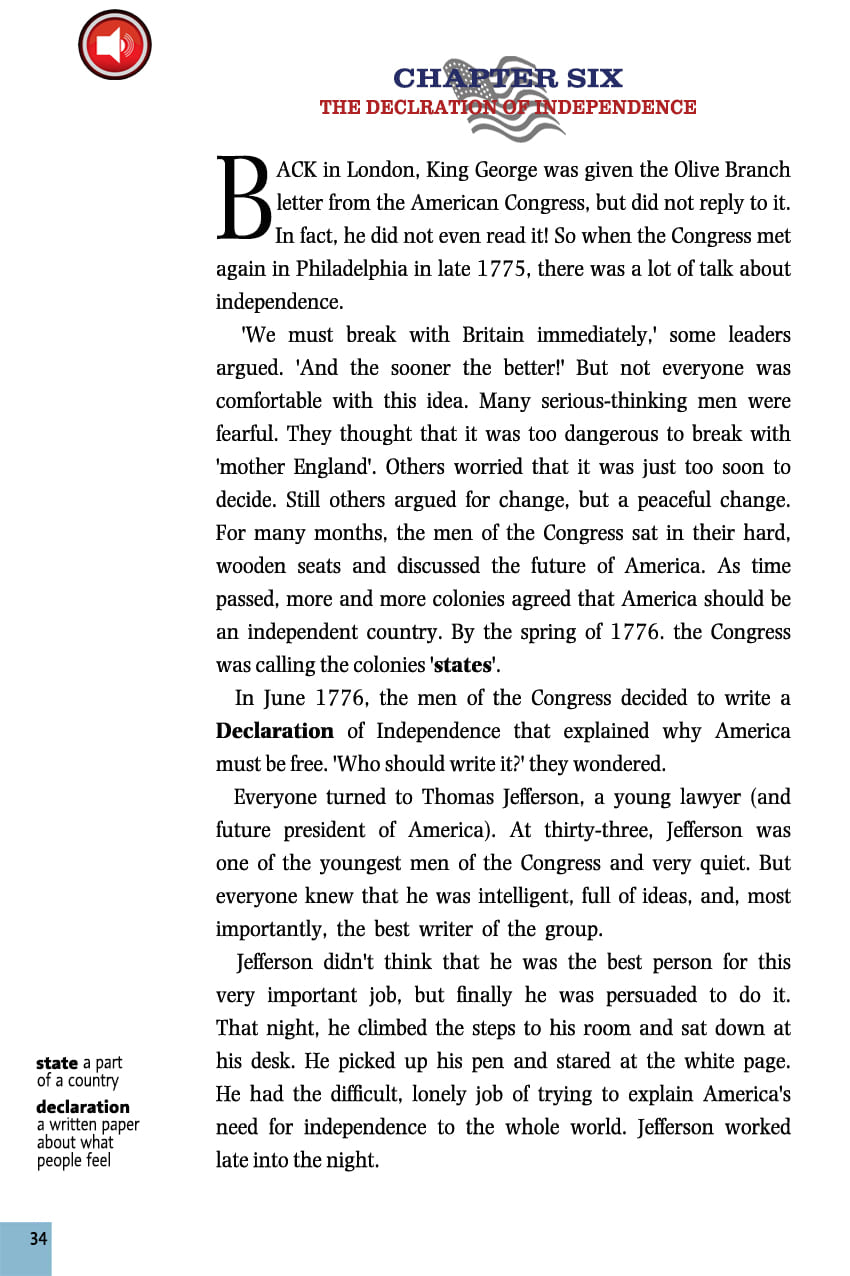 CHAPTER SIX
THE DECLRATION OF INDEPENDENCE
BACK in London, King George was given the Olive Branch
letter from the American Congress, but did not reply to it.
In fact, he did not even read it! So when the Congress met
again in Philadelphia in late 1775, there was a lot of talk about
independence.
'We must break with Britain immediately,' some leaders
argued. 'And the sooner the better!' But not everyone was
comfortable with this idea. Many serious-thinking men were
fearful. They thought that it was too dangerous to break with
'mother England'. Others worried that it was just too soon to
decide. Still others argued for change, but a peaceful change.
For many months, the men of the Congress sat in their hard,
wooden seats and discussed the future of America. As time
passed, more and more colonies agreed that America should be
an independent country. By the spring of 1776. the Congress
was calling the colonies 'states'.
In June 1776, the men of the Congress decided to write a
Declaration of Independence that explained why America
must be free. 'Who should write it?' they wondered.
Everyone turned to Thomas Jefferson, a young lawyer (and
future president of America). At thirty-three, Jefferson was
one of the youngest men of the Congress and very quiet. But
everyone knew that he was intelligent, full of ideas, and, most
importantly, the best writer of the group.
Jefferson didn't think that he was the best person for this
very important job, but finally he was persuaded to do it.
That night, he climbed the steps to his room and sat down at
his desk. He picked up his pen and stared at the white page.
He had the difficult, lonely job of trying to explain America's
need for independence to the whole world. Jefferson worked
late into the night.
state a part
of a country
declaration
a written paper
about what
people feel
34